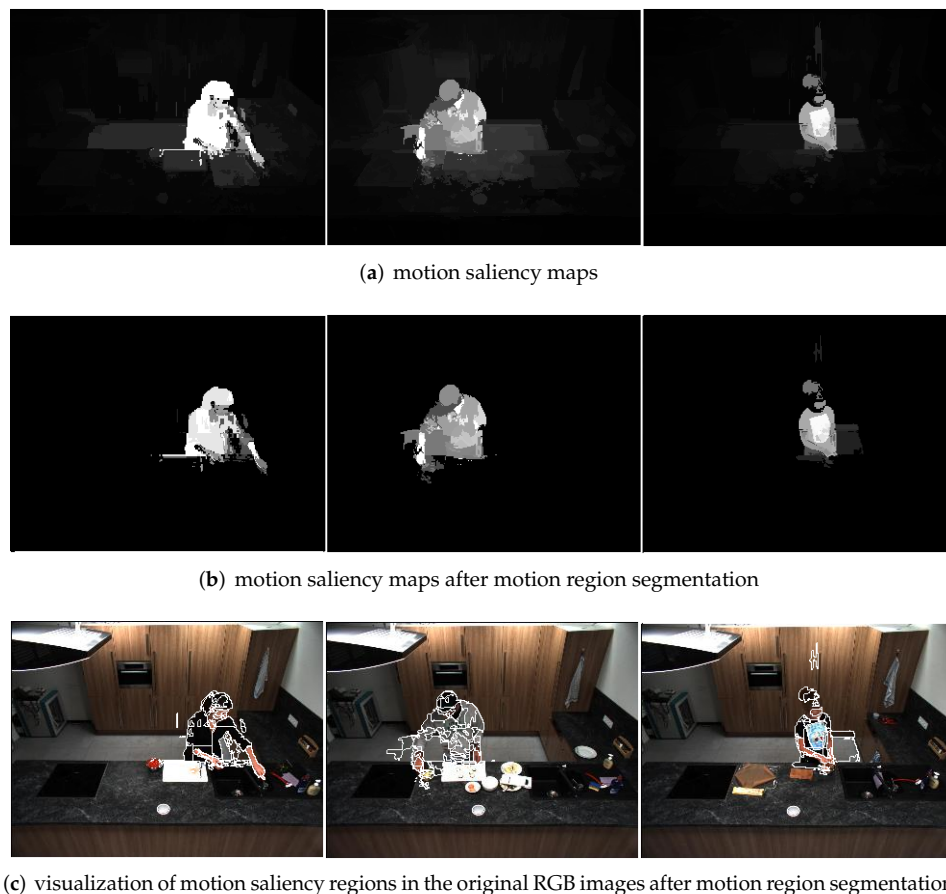 (a) motion saliency maps
(b) motion saliency maps after motion region segmentation
(c) visualization of motion saliency regions in the original RGB images after motion region segmentation